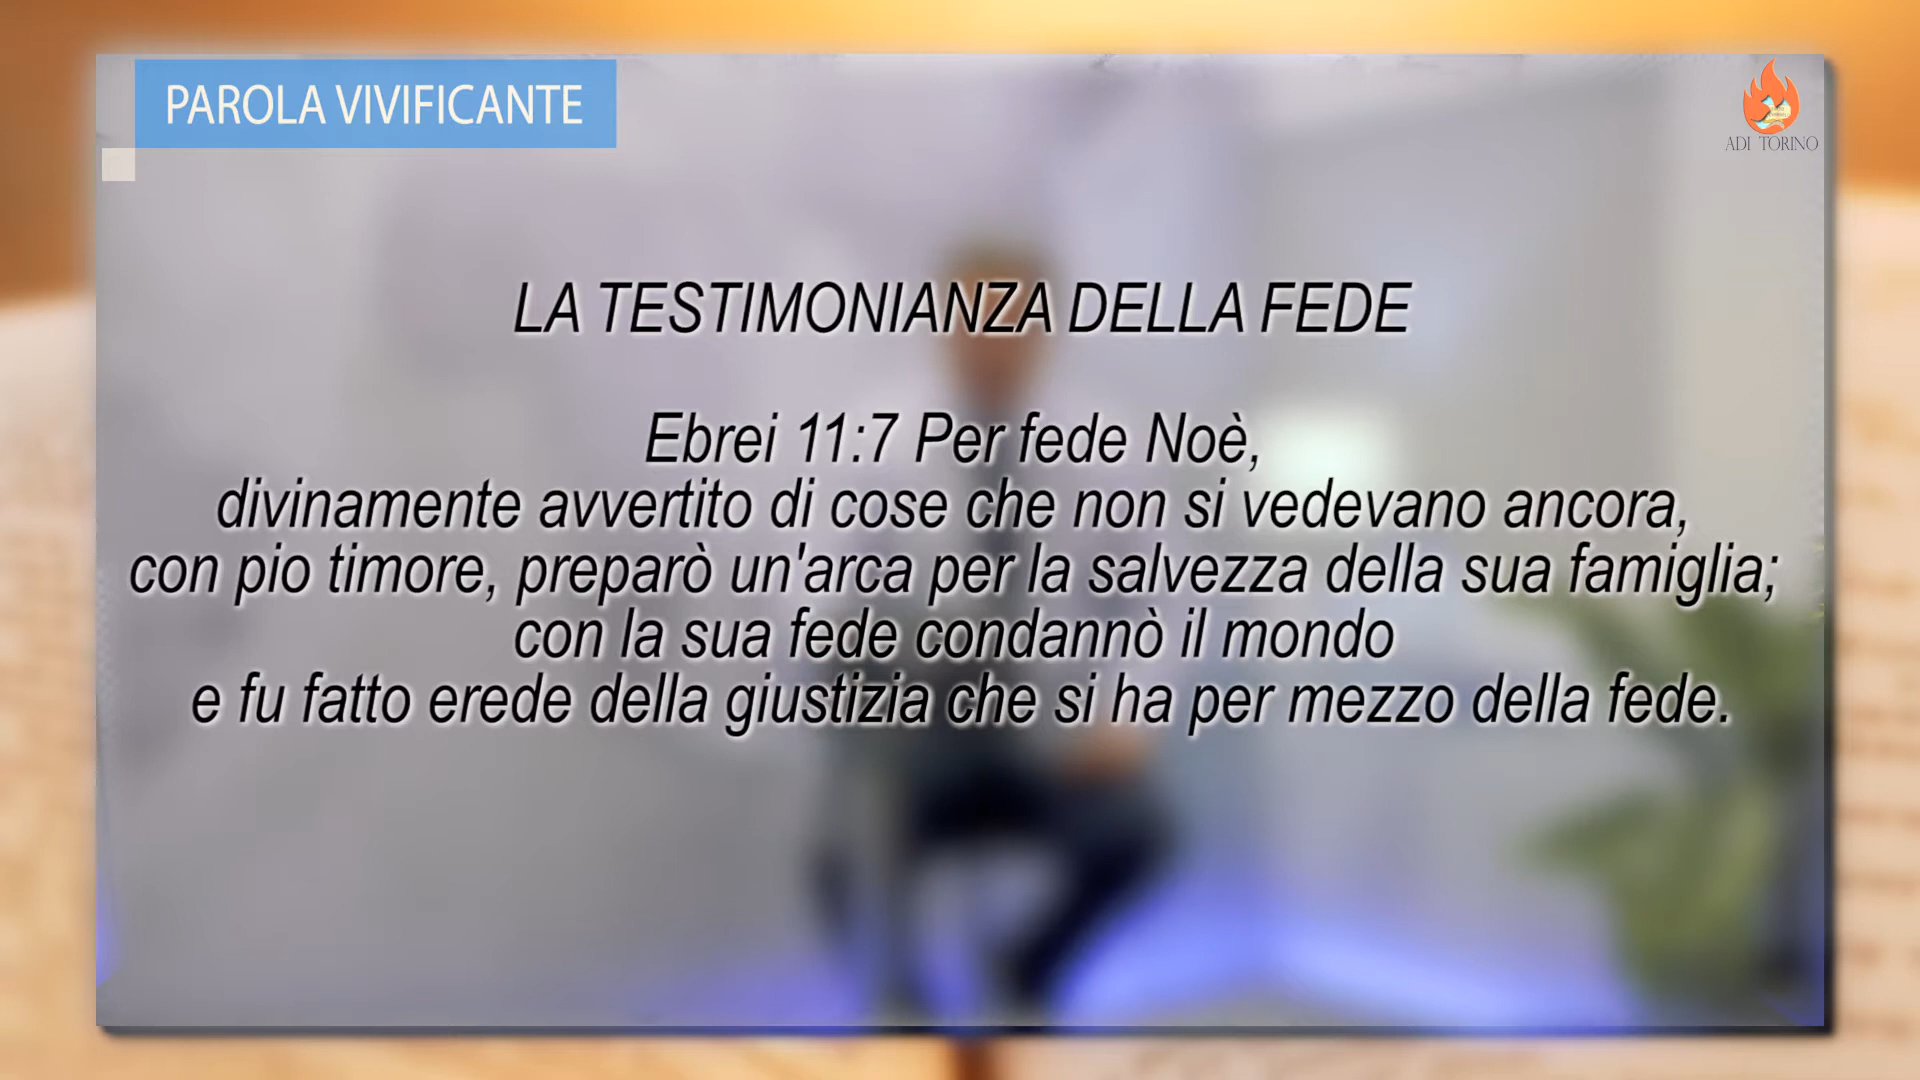 PAROLA VIVIFICANTE
ADI TORINO
LA TESTIMONIANZA DELLA FEDE
Ebrei 11:7 Per fede Noè,
divinamente avvertito di cose che non si vedevano ancora,
con pio timore, preparò un'arca per la salvezza della sua famiglia;
con la sua fede condannò il mondo
e fu fatto erede della giustizia che si ha per mezzo della fede.